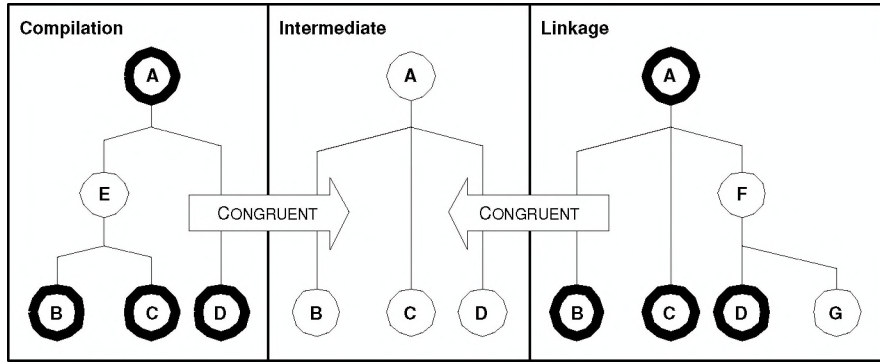 Compilation Intermediate Linkage
A A A
E F
CONGRUENT CONGRUENT
B C D B C D B C D G